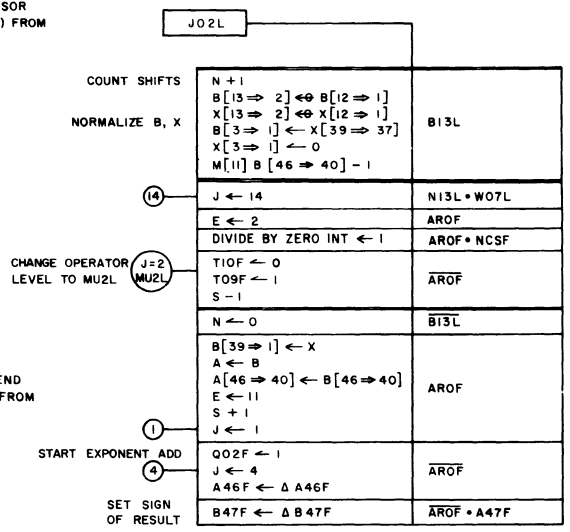 SOR
) FROM
J02L
COUNT SHIFTS
N + 1
B[13 ⇒ 2] ←⊖ B[12 ⇒ 1]
X[13 ⇒ 2] ←⊖ X[12 ⇒ 1]
NORMALIZE B, X
B[3 ⇒ 1] ← X[39 ⇒ 37]
X[3 ⇒ 1] ← 0
M[11] B [46 ⇒ 40] - 1
B13L
14
J ← 14
N13L • W07L
E ← 2
AROF
DIVIDE BY ZERO INT ← 1
AROF • NCSF
CHANGE OPERATOR
LEVEL TO MU2L
J=2
MU2L
T10F ← 0
T09F ← 1
S - 1
A̅R̅O̅F̅
N ← 0
B̅1̅3̅L̅
B[39 ⇒ 1] ← X
A ← B
A[46 ⇒ 40] ← B[46 ⇒ 40]
END
FROM
E ← 11
S + 1
1
J ← 1
AROF
START EXPONENT ADD
Q02F ← 1
4
J ← 4
A46F ← Δ A46F
A̅R̅O̅F̅
SET SIGN
OF RESULT
B47F ← Δ B47F
A̅R̅O̅F̅ • A47F